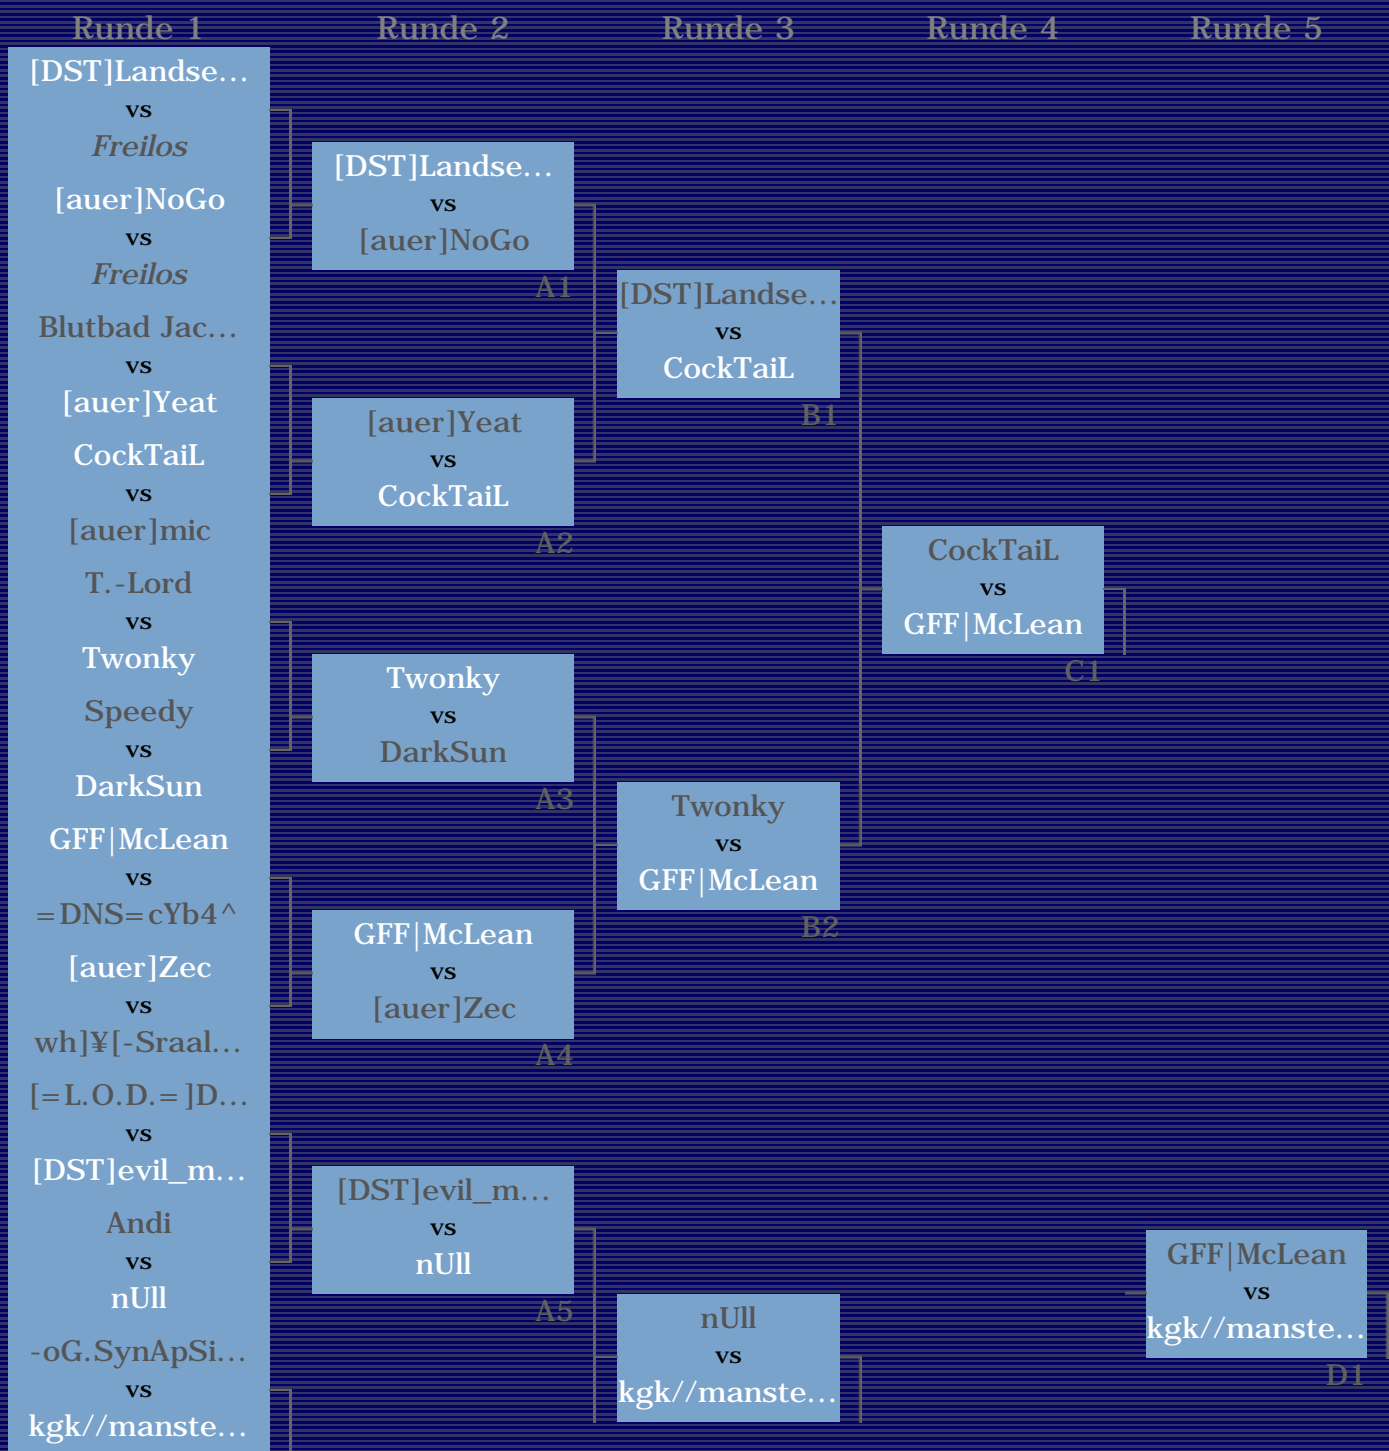 Runde 1
Runde 2
Runde 3
Runde 4
Runde 5
[DST]Landse...
vs
Freilos
[auer]NoGo
vs
Freilos
Blutbad Jac...
vs
[auer]Yeat
CockTaiL
vs
[auer]mic
T.-Lord
vs
Twonky
Speedy
vs
DarkSun
GFF|McLean
vs
=DNS=cYb4^
[auer]Zec
vs
wh]¥[-Sraal...
[=L.O.D.=]D...
vs
[DST]evil_m...
Andi
vs
nUll
-oG.SynApSi...
vs
kgk//manste...
[DST]Landse...
vs
[auer]NoGo
A1
[auer]Yeat
vs
CockTaiL
A2
Twonky
vs
DarkSun
A3
GFF|McLean
vs
[auer]Zec
A4
[DST]evil_m...
vs
nUll
A5
[DST]Landse...
vs
CockTaiL
B1
Twonky
vs
GFF|McLean
B2
nUll
vs
kgk//manste...
CockTaiL
vs
GFF|McLean
C1
GFF|McLean
vs
kgk//manste...
D1